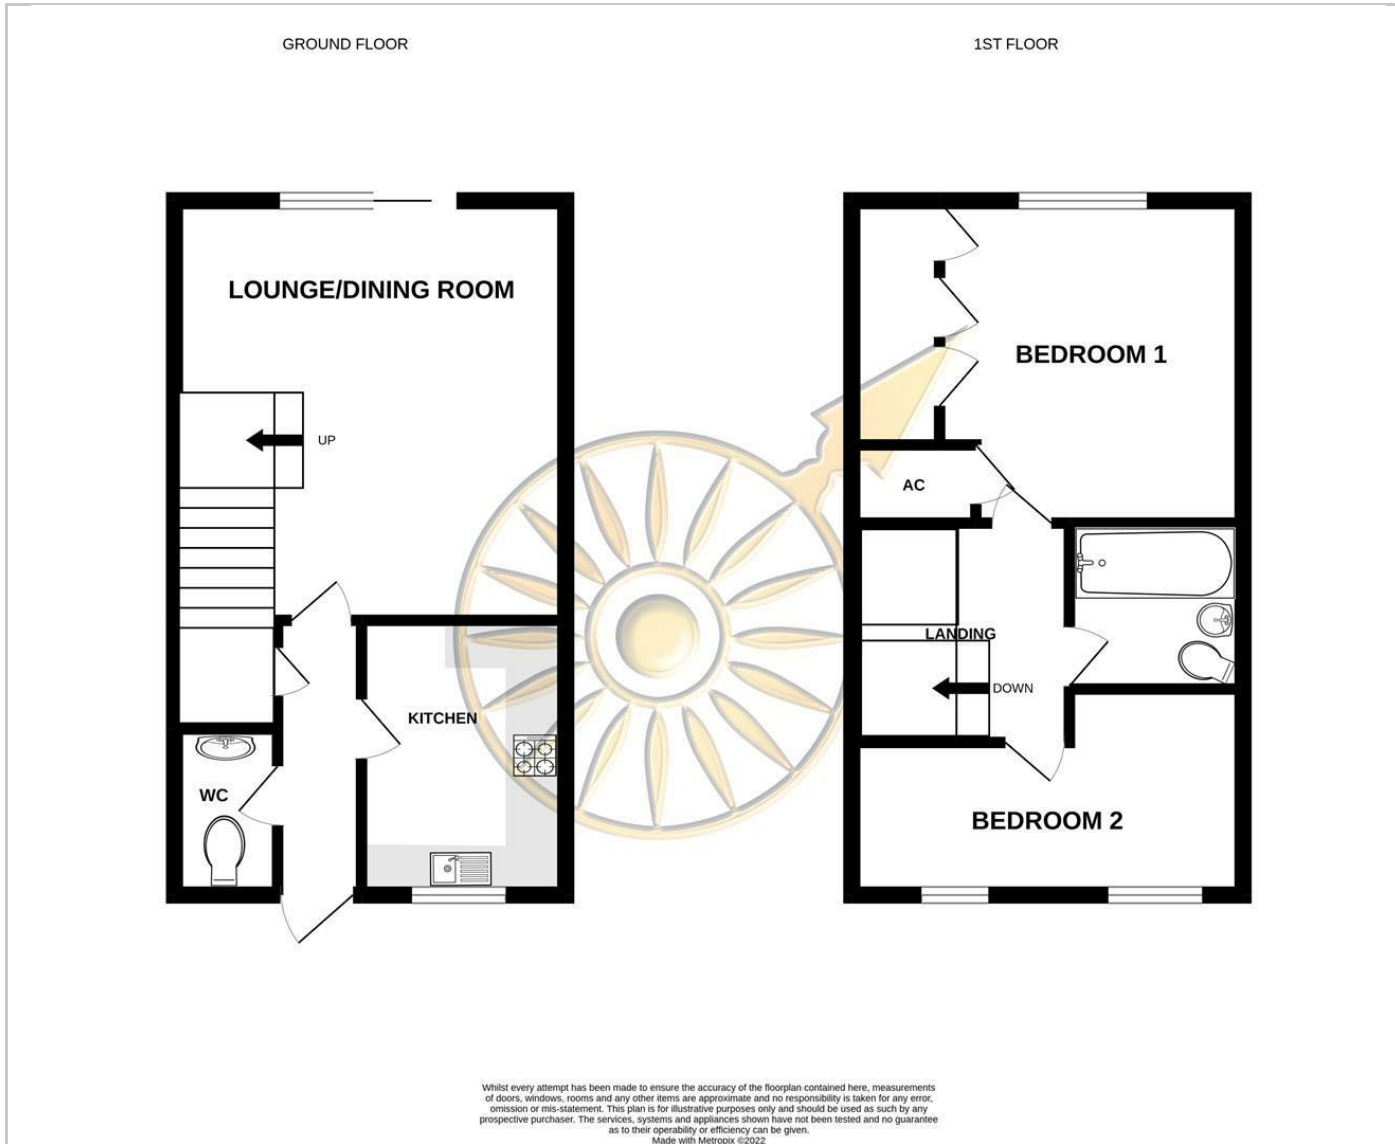 GROUND FLOOR
1ST FLOOR
LOUNGE/DINING ROOM
UP
KITCHEN
WC
BEDROOM 1
AC
LANDING
DOWN
BEDROOM 2
Whilst every attempt has been made to ensure the accuracy of the floorplan contained here, measurements
of doors, windows, rooms and any other items are approximate and no responsibility is taken for any error,
omission or mis-statement. This plan is for illustrative purposes only and should be used as such by any
prospective purchaser. The services, systems and appliances shown have not been tested and no guarantee
as to their operability or efficiency can be given.
Made with Metropix ©2022